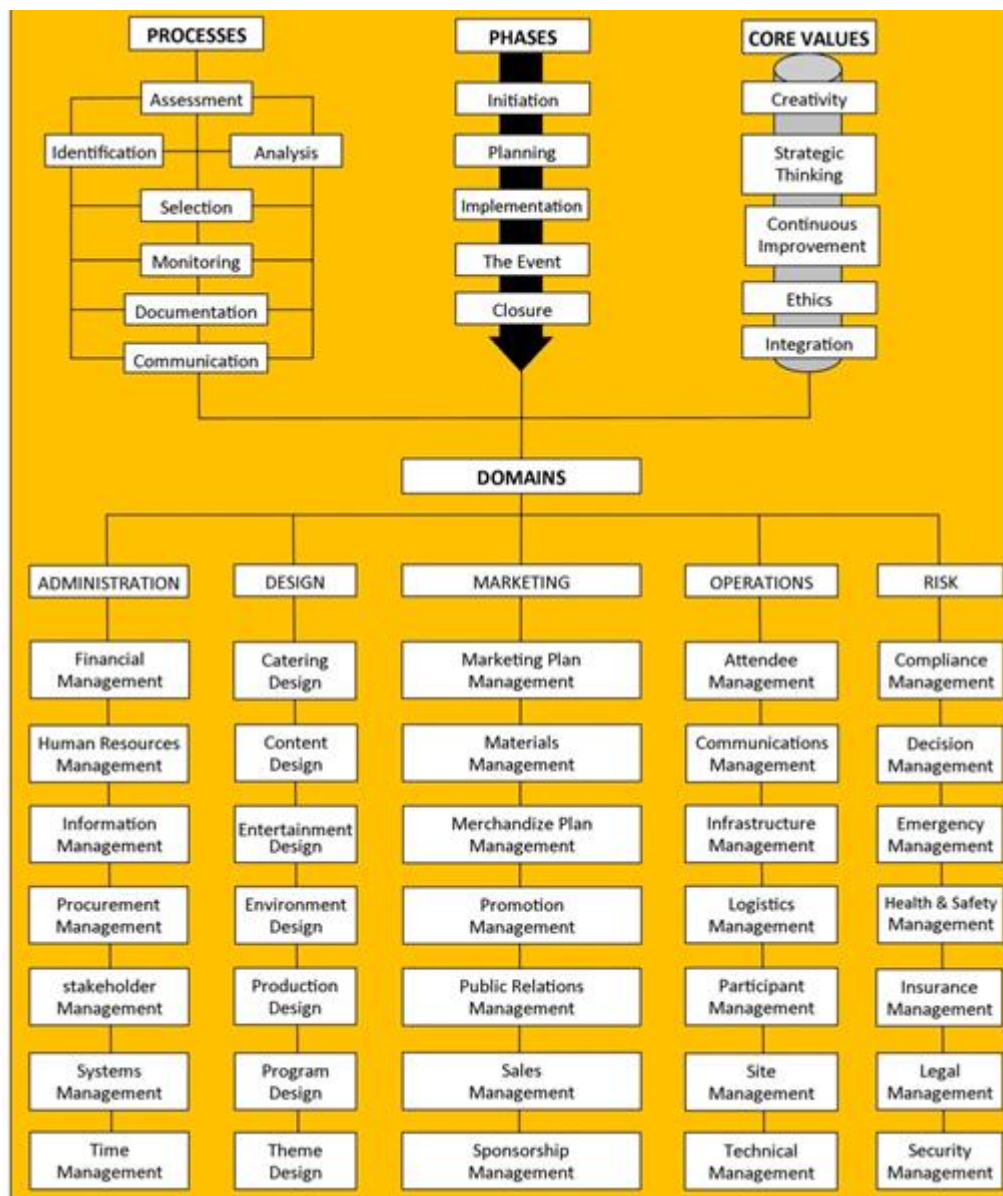 PROCESSES
Assessment
Identification
Analysis
Selection
Monitoring
Documentation
Communication
PHASES
Initiation
Planning
Implementation
The Event
Closure
CORE VALUES
Creativity
Strategic
Thinking
Continuous
Improvement
Ethics
Integration
DOMAINS
ADMINISTRATION
Financial
Management
Human Resources
Management
Information
Management
Procurement
Management
stakeholder
Management
Systems
Management
Time
Management
DESIGN
Catering
Design
Content
Design
Entertainment
Design
Environment
Design
Production
Design
Program
Design
Theme
Design
MARKETING
Marketing Plan
Management
Materials
Management
Merchandize Plan
Management
Promotion
Management
Public Relations
Management
Sales
Management
Sponsorship
Management
OPERATIONS
Attendee
Management
Communications
Management
Infrastructure
Management
Logistics
Management
Participant
Management
Site
Management
Technical
Management
RISK
Compliance
Management
Decision
Management
Emergency
Management
Health & Safety
Management
Insurance
Management
Legal
Management
Security
Management